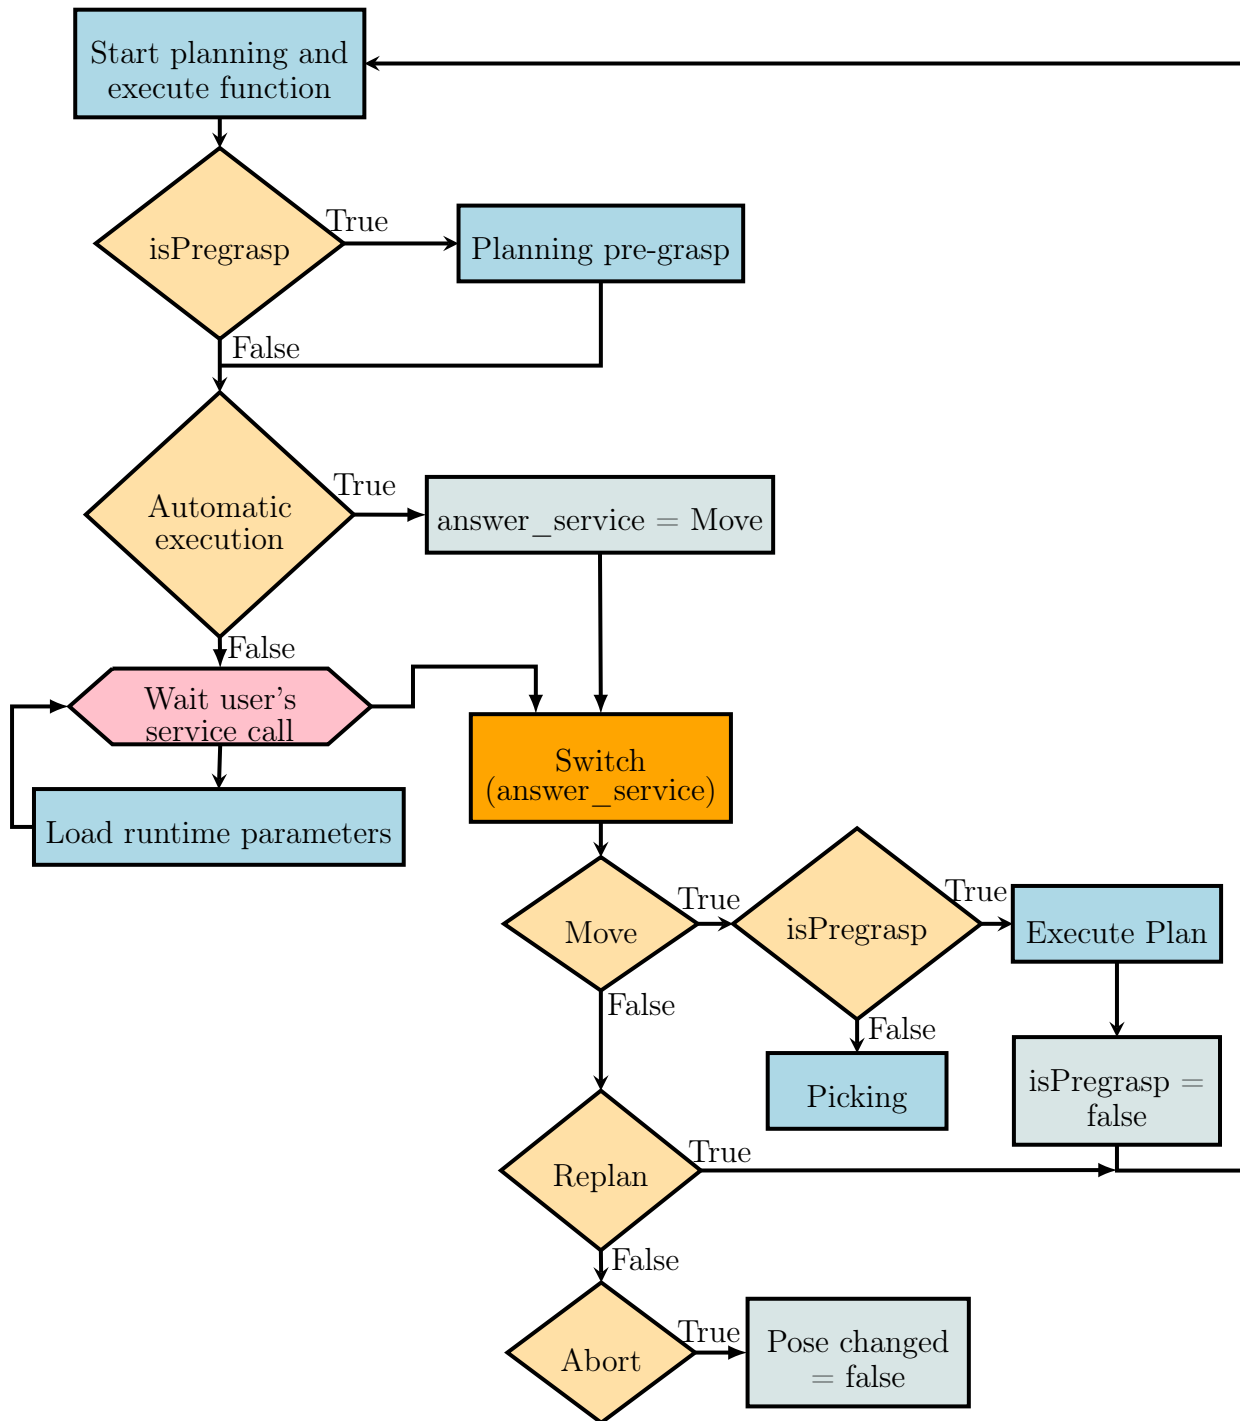 Start planning and
execute function
True
isPregrasp
Planning pre-grasp
False
True
Automatic
execution
answer_service = Move
False
Wait user's
service call
Switch
(answer_service)
Load runtime parameters
True
True
Move
isPregrasp
Execute Plan
False
False
isPregrasp =
false
Picking
True
Replan
False
True
Abort
Pose changed
= false